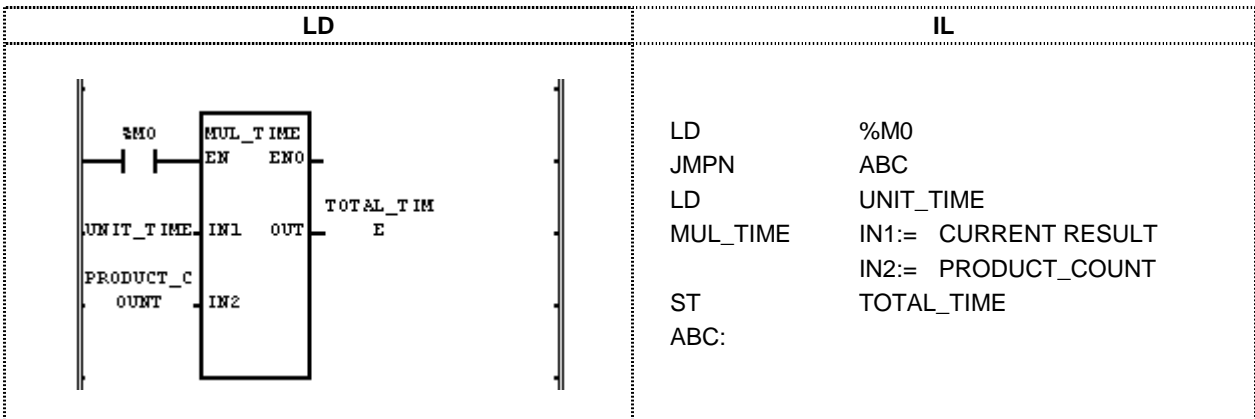 LD
IL
%M0
MUL_TIME
EN ENO
UNIT_TIME IN1 OUT TOTAL_TIM
E
PRODUCT_C
OUNT IN2
LD %M0
JMPN ABC
LD UNIT_TIME
MUL_TIME IN1:= CURRENT RESULT
IN2:= PRODUCT_COUNT
ST TOTAL_TIME
ABC: